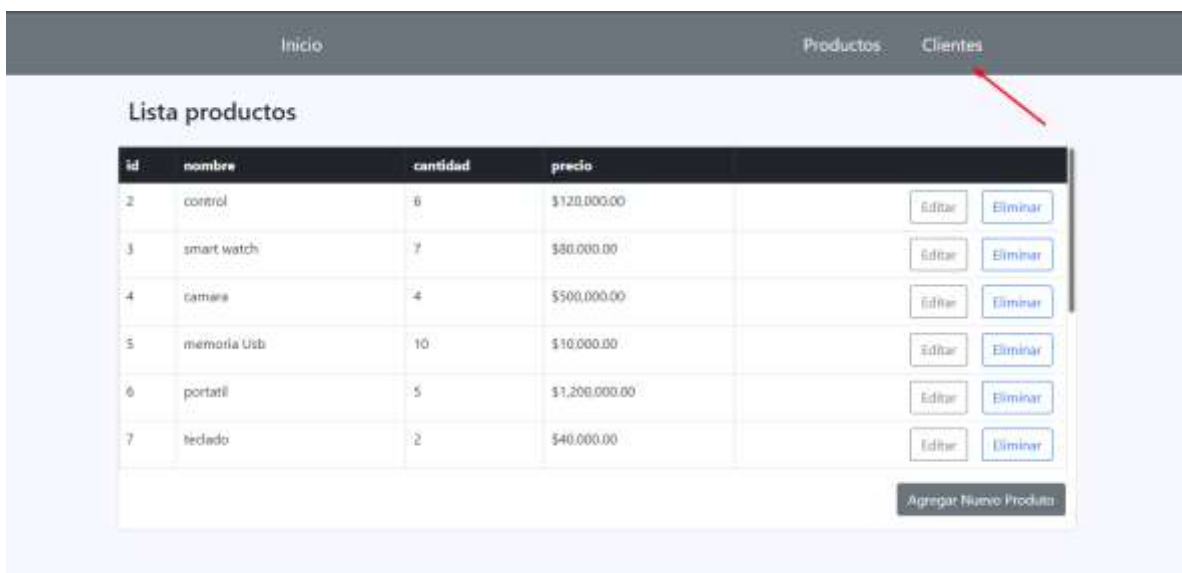 Inicio Productos Clientes
Lista productos
id nombre cantidad precio
2 control 6 $120,000.00 Editar Eliminar
3 smart watch 7 $80,000.00 Editar Eliminar
4 camara 4 $500,000.00 Editar Eliminar
5 memoria Usb 10 $10,000.00 Editar Eliminar
6 portatil 5 $1,200,000.00 Editar Eliminar
7 teclado 2 $40,000.00 Editar Eliminar
Agregar Nuevo Produto